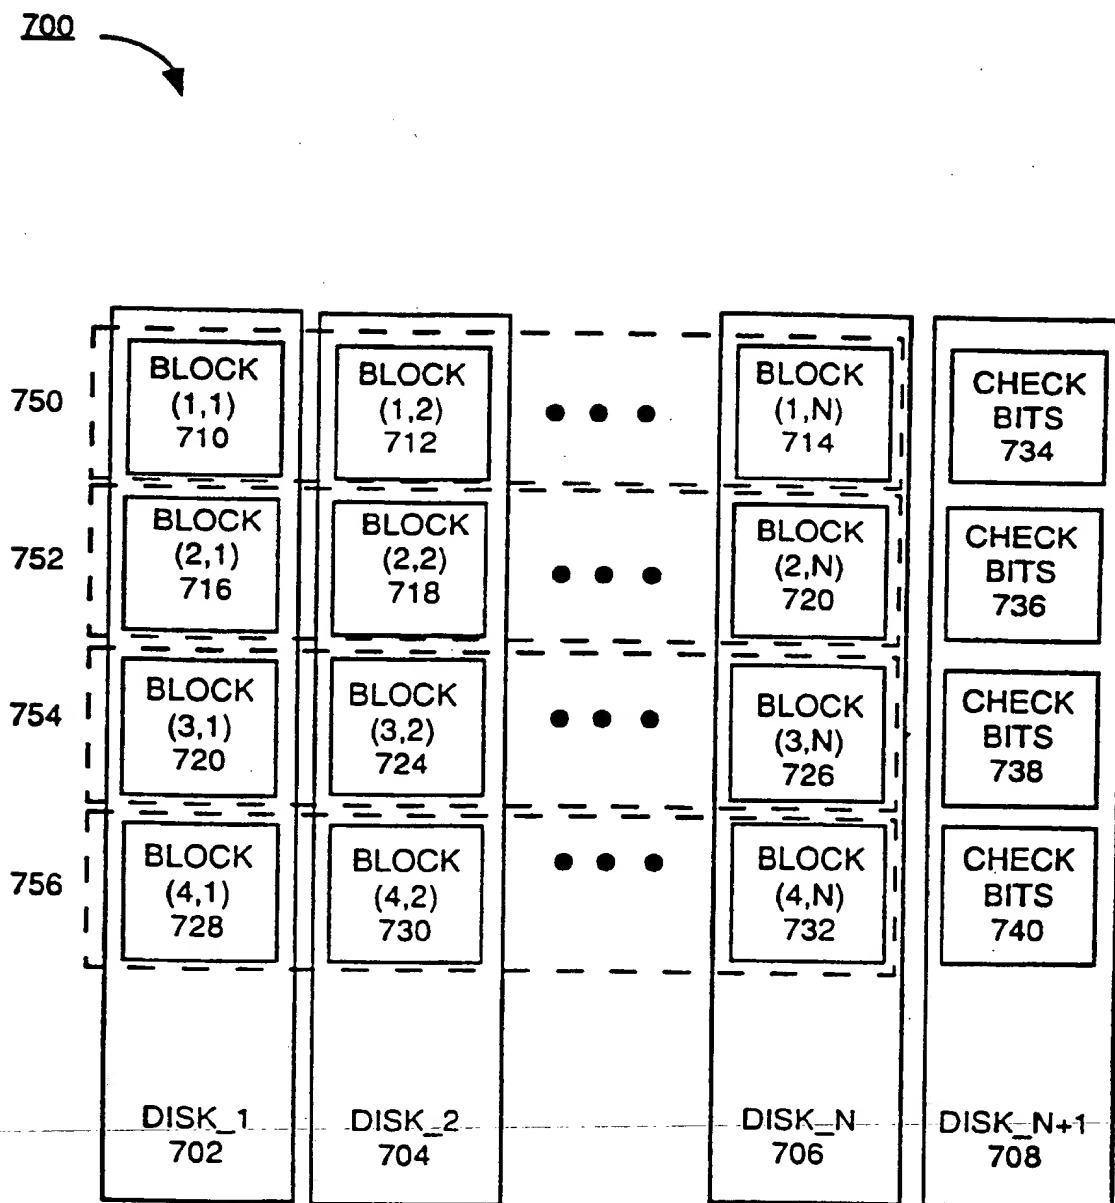 700
750
BLOCK
(1,1)
710
BLOCK
(1,2)
712
BLOCK
(1,N)
714
CHECK
BITS
734
752
BLOCK
(2,1)
716
BLOCK
(2,2)
718
BLOCK
(2,N)
720
CHECK
BITS
736
754
BLOCK
(3,1)
720
BLOCK
(3,2)
724
BLOCK
(3,N)
726
CHECK
BITS
738
756
BLOCK
(4,1)
728
BLOCK
(4,2)
730
BLOCK
(4,N)
732
CHECK
BITS
740
DISK_1
702
DISK_2
704
DISK_N
706
DISK_N+1
708